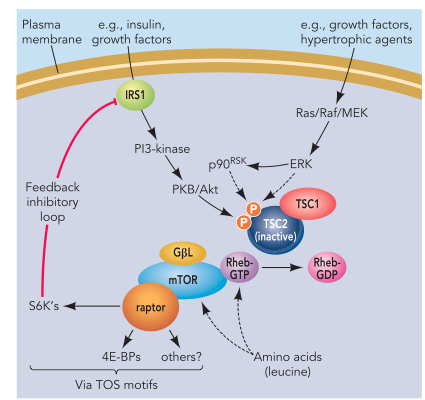 Plasma
membrane
e.g., insulin,
growth factors
e.g., growth factors,
hypertrophic agents
IRS1
Ras/Raf/MEK
PI3-kinase
p90RSK
ERK
PKB/Akt
Feedback
inhibitory
loop
P
P
TSC1
TSC2
(inactive)
GβL
mTOR
Rheb-
GTP
Rheb-
GDP
S6K's
raptor
4E-BPs
others?
Amino acids
(leucine)
Via TOS motifs